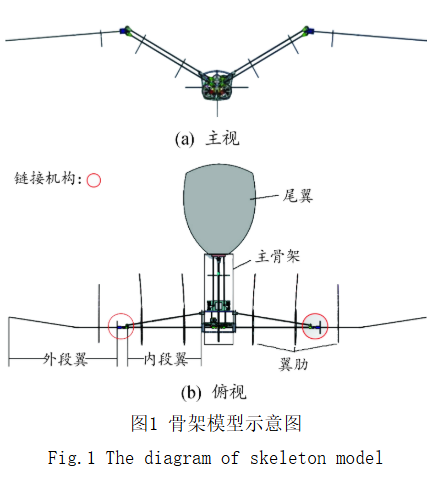 (a) 主视
链接机构:
尾翼
主骨架
外段翼
内段翼
翼肋
(b) 俯视
图1 骨架模型示意图
Fig.1 The diagram of skeleton model